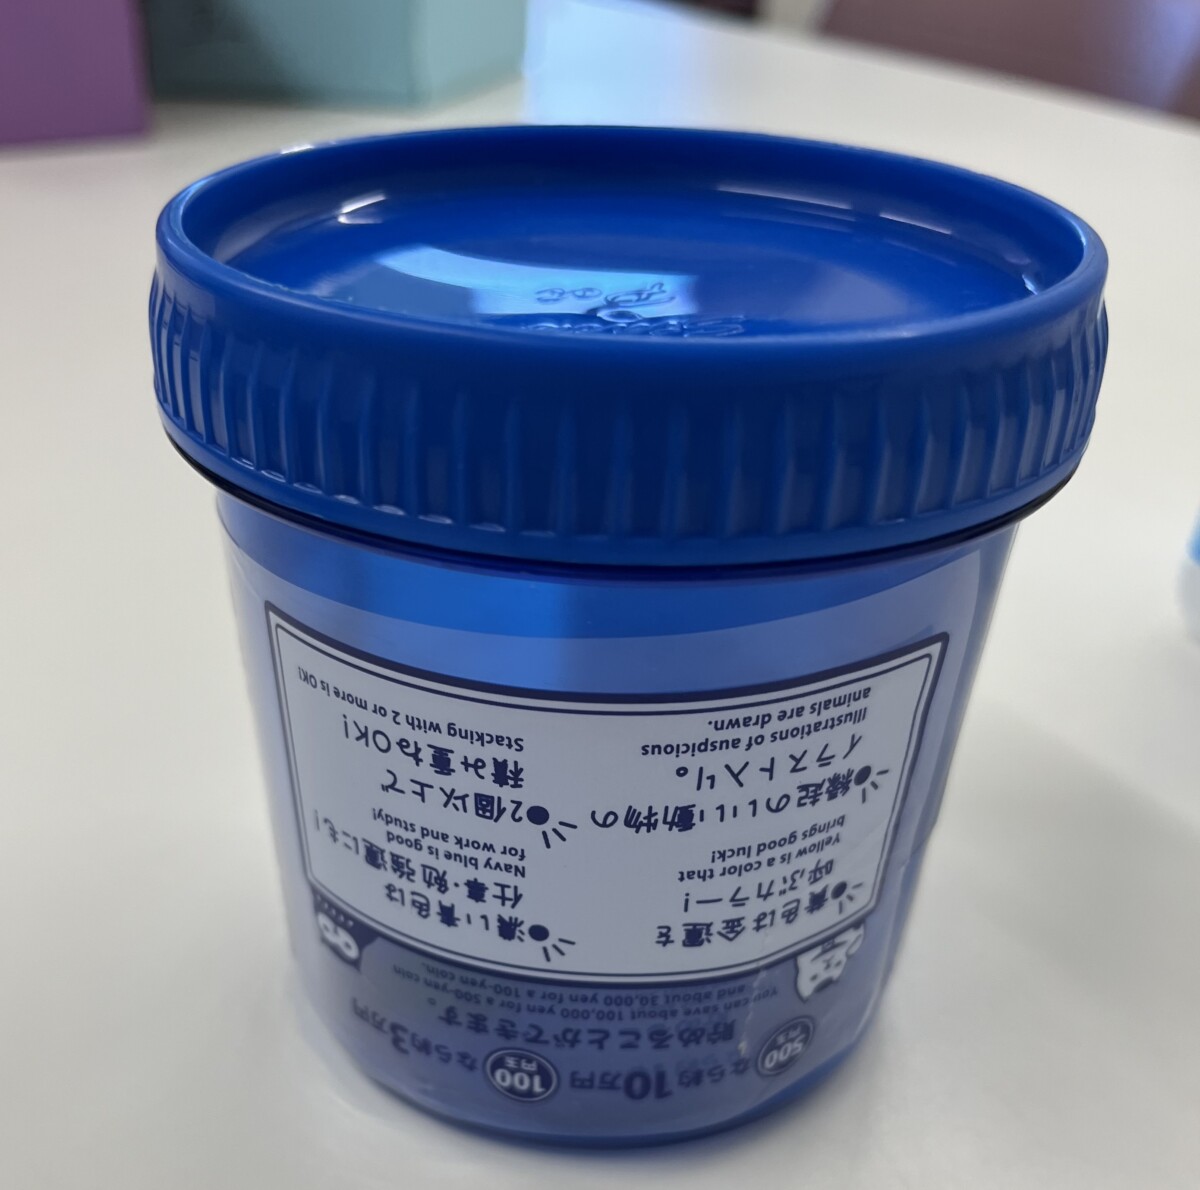 500円玉 なら約10万円 100円玉 なら約3万円
貯めることができます。
You can save about 100,000 yen for a 500-yen coin
and about 30,000 yen for a 100-yen coin.
●黄色は金運を
呼ぶカラー!
Yellow is a color that
brings good luck!
●濃い青色は
仕事・勉強運にも!
Navy blue is good
for work and study!
●縁起のいい動物の
イラスト入り。
Illustrations of auspicious
animals are drawn.
●2個以上で
積み重ねOK!
Stacking with 2 or more is OK!